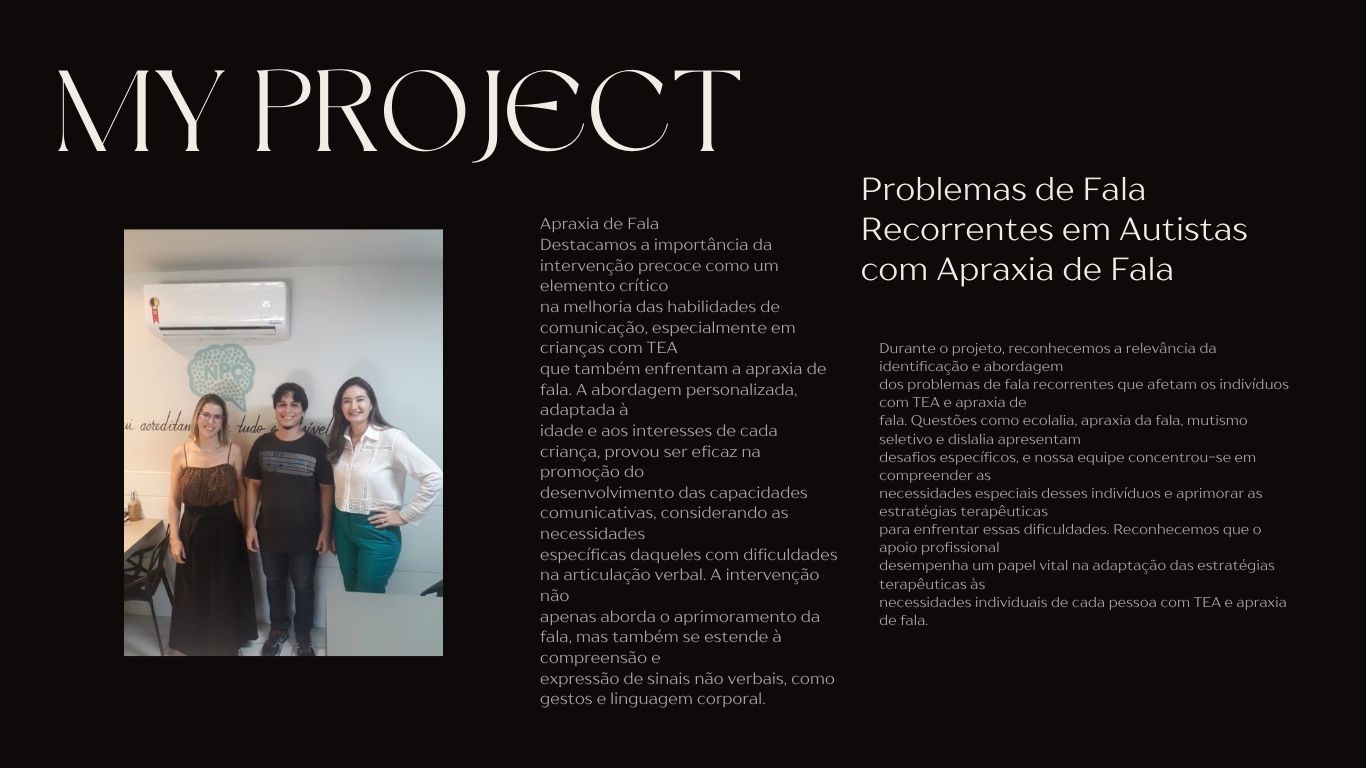 MY PROJECT
25
NPC
acreditam
tudo
Apraxia de Fala
Destacamos a importância da
intervenção precoce como um
elemento crítico
na melhoria das habilidades de
comunicação, especialmente em
crianças com TEA
que também enfrentam a apraxia de
fala. A abordagem personalizada,
adaptada à
idade e aos interesses de cada
criança, provou ser eficaz na
promoção do
desenvolvimento das capacidades
comunicativas, considerando as
necessidades
específicas daqueles com dificuldades
na articulação verbal. A intervenção
não
apenas aborda o aprimoramento da
fala, mas também se estende à
compreensão e
expressão de sinais não verbais, como
gestos e linguagem corporal.
Problemas de Fala
Recorrentes em Autistas
com Apraxia de Fala
Durante o projeto, reconhecemos a relevância da
identificação e abordagem
dos problemas de fala recorrentes que afetam os indivíduos
com TEA e apraxia de
fala. Questões como ecolalia, apraxia da fala, mutismo
seletivo e dislalia apresentam
desafios específicos, e nossa equipe concentrou-se em
compreender as
necessidades especiais desses indivíduos e aprimorar as
estratégias terapêuticas
para enfrentar essas dificuldades. Reconhecemos que o
apoio profissional
desempenha um papel vital na adaptação das estratégias
terapêuticas às
necessidades individuais de cada pessoa com TEA e apraxia
de fala.